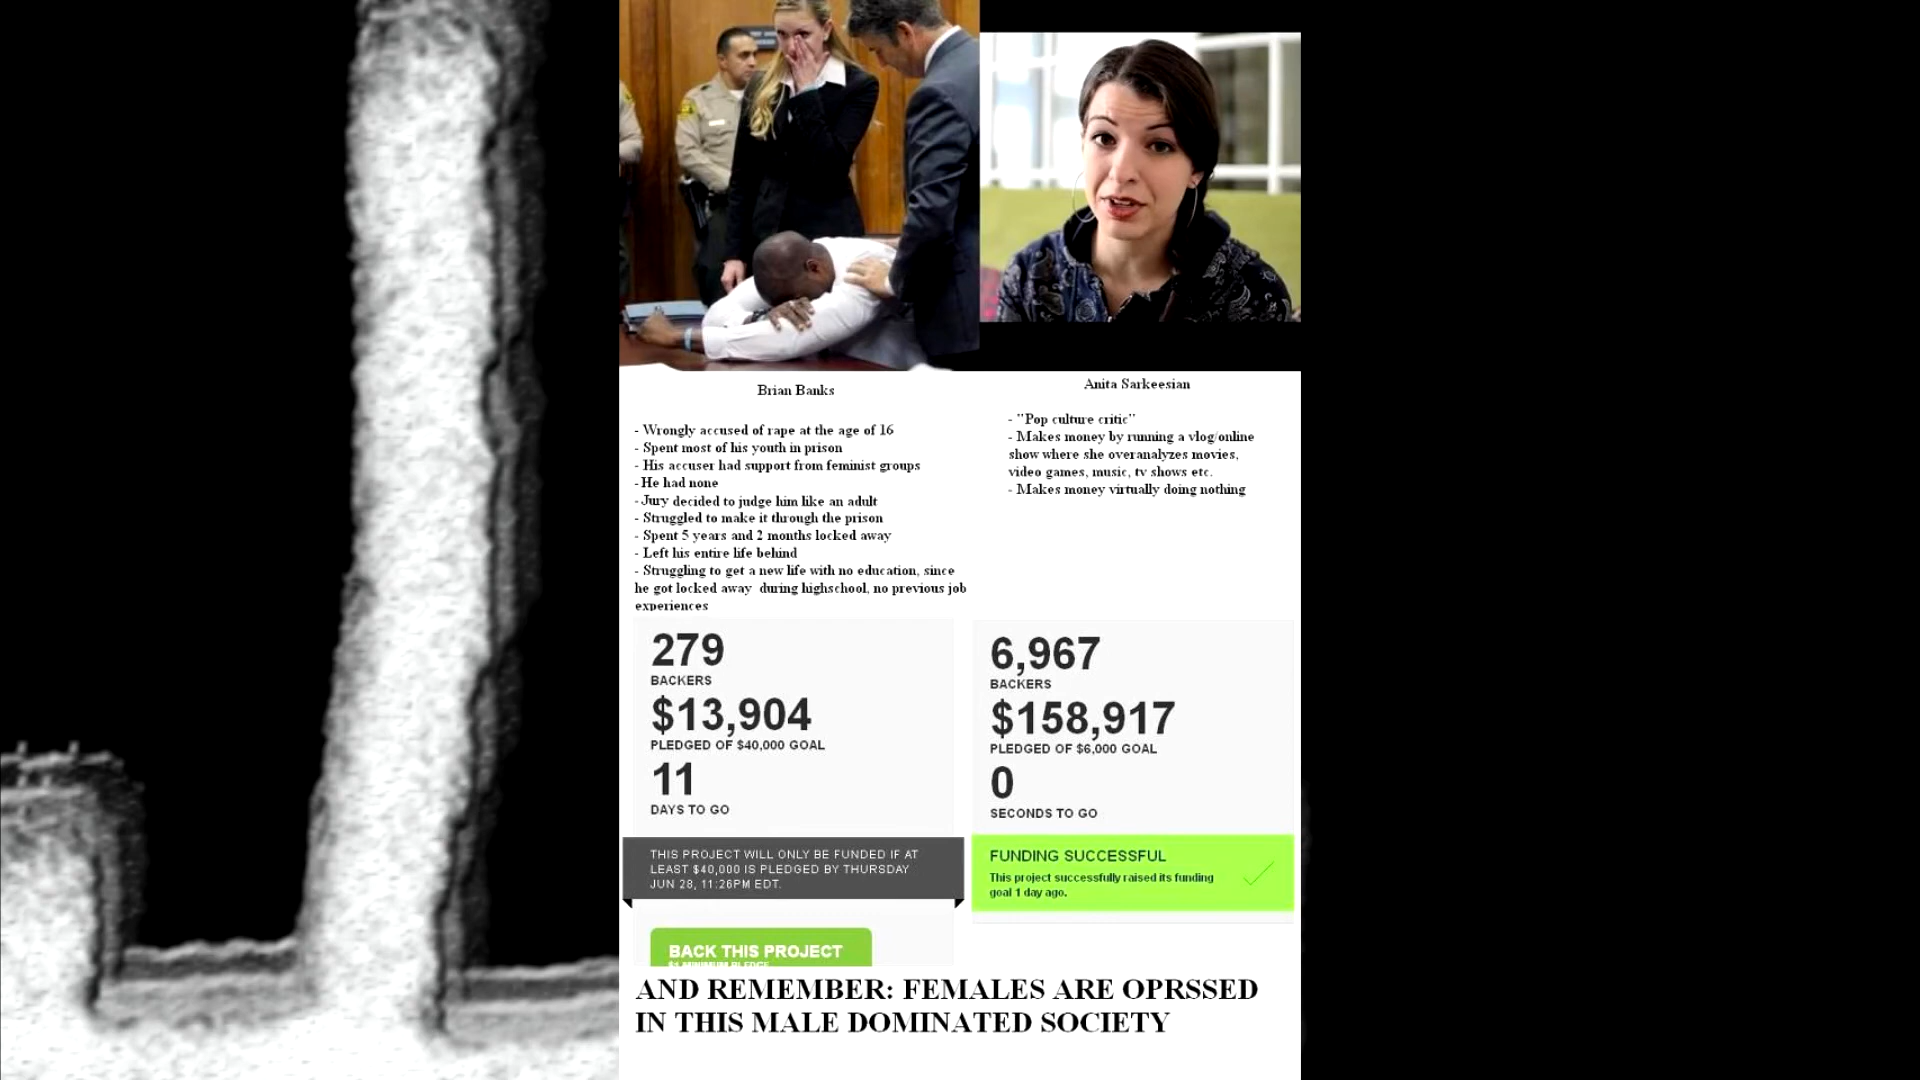 Brian Banks
- Wrongly accused of rape at the age of 16
- Spent most of his youth in prison
- His accuser had support from feminist groups
- He had none
- Jury decided to judge him like an adult
- Struggled to make it through the prison
- Spent 5 years and 2 months locked away
- Left his entire life behind
- Struggling to get a new life with no education, since
he got locked away during highschool, no previous job
experiences
279
BACKERS
$13,904
PLEDGED OF $40,000 GOAL
11
DAYS TO GO
THIS PROJECT WILL ONLY BE FUNDED IF AT
LEAST $40,000 IS PLEDGED BY THURSDAY
JUN 28, 11:26PM EDT.
BACK THIS PROJECT
$1 MINIMUM PLEDGE
Anita Sarkeesian
- "Pop culture critic"
- Makes money by running a vlog/online
show where she overanalyzes movies,
video games, music, tv shows etc.
- Makes money virtually doing nothing
6,967
BACKERS
$158,917
PLEDGED OF $6,000 GOAL
0
SECONDS TO GO
FUNDING SUCCESSFUL
This project successfully raised its funding
goal 1 day ago.
AND REMEMBER: FEMALES ARE OPRSSED
IN THIS MALE DOMINATED SOCIETY